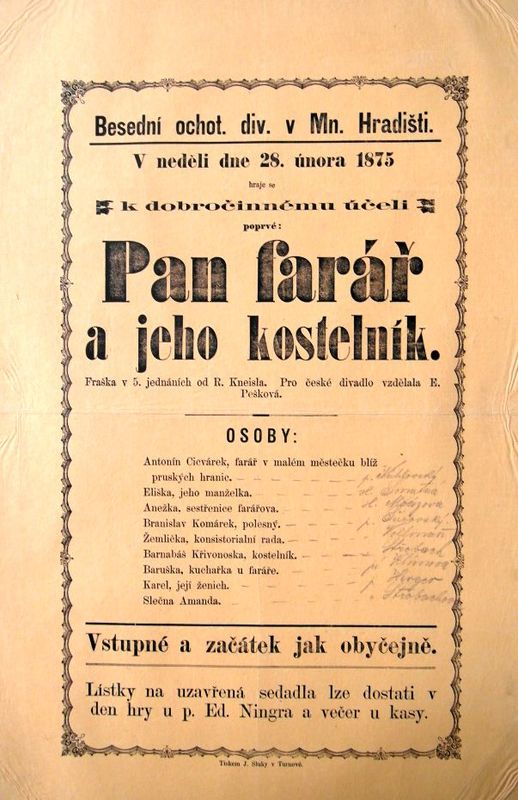 Besední ochot. div. v Mn. Hradišti.
V neděli dne 28. února 1875
hraje se
k dobročinnému účeli
poprvé:
Pan farář
a jeho kostelník.
Fraška v 5. jednáních od R. Kneisla. Pro české divadlo vzdělala E.
Pešková.
OSOBY:
Antonín Cicvárek, farář v malém městečku blíž
pruských hranic. p.
Eliška, jeho manželka. sl.
Anežka, sestřenice farářova. sl.
Branislav Komárek, polesný. p.
Žemlička, konsistorialní rada.
Barnabáš Křivonoska, kostelník.
Baruška, kuchařka u faráře.
Karel, její ženich. p.
Slečna Amanda.
Vstupné a začátek jak obyčejně.
Lístky na uzavřená sedadla lze dostati v
den hry u p. Ed. Ningra a večer u kasy.
Tiskem J. Sluky v Turnově.